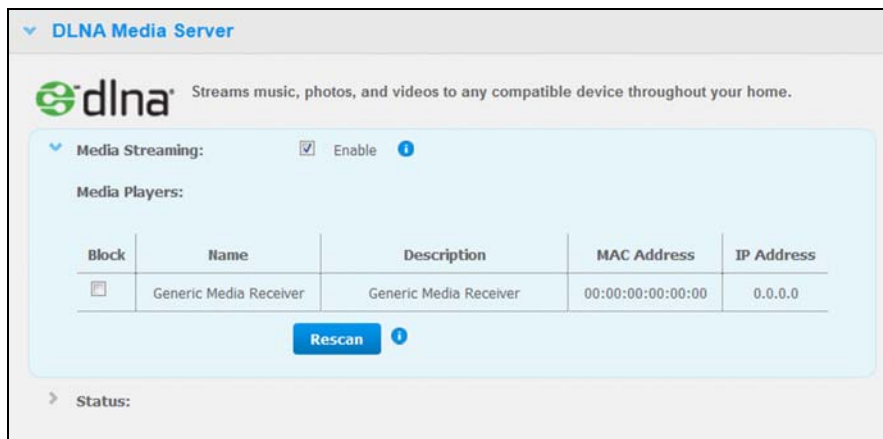 DLNA Media Server
dlna Streams music, photos, and videos to any compatible device throughout your home.
Media Streaming: Enable
Media Players:
Block Name Description MAC Address IP Address
Generic Media Receiver Generic Media Receiver 00:00:00:00:00:00 0.0.0.0
Rescan
Status: